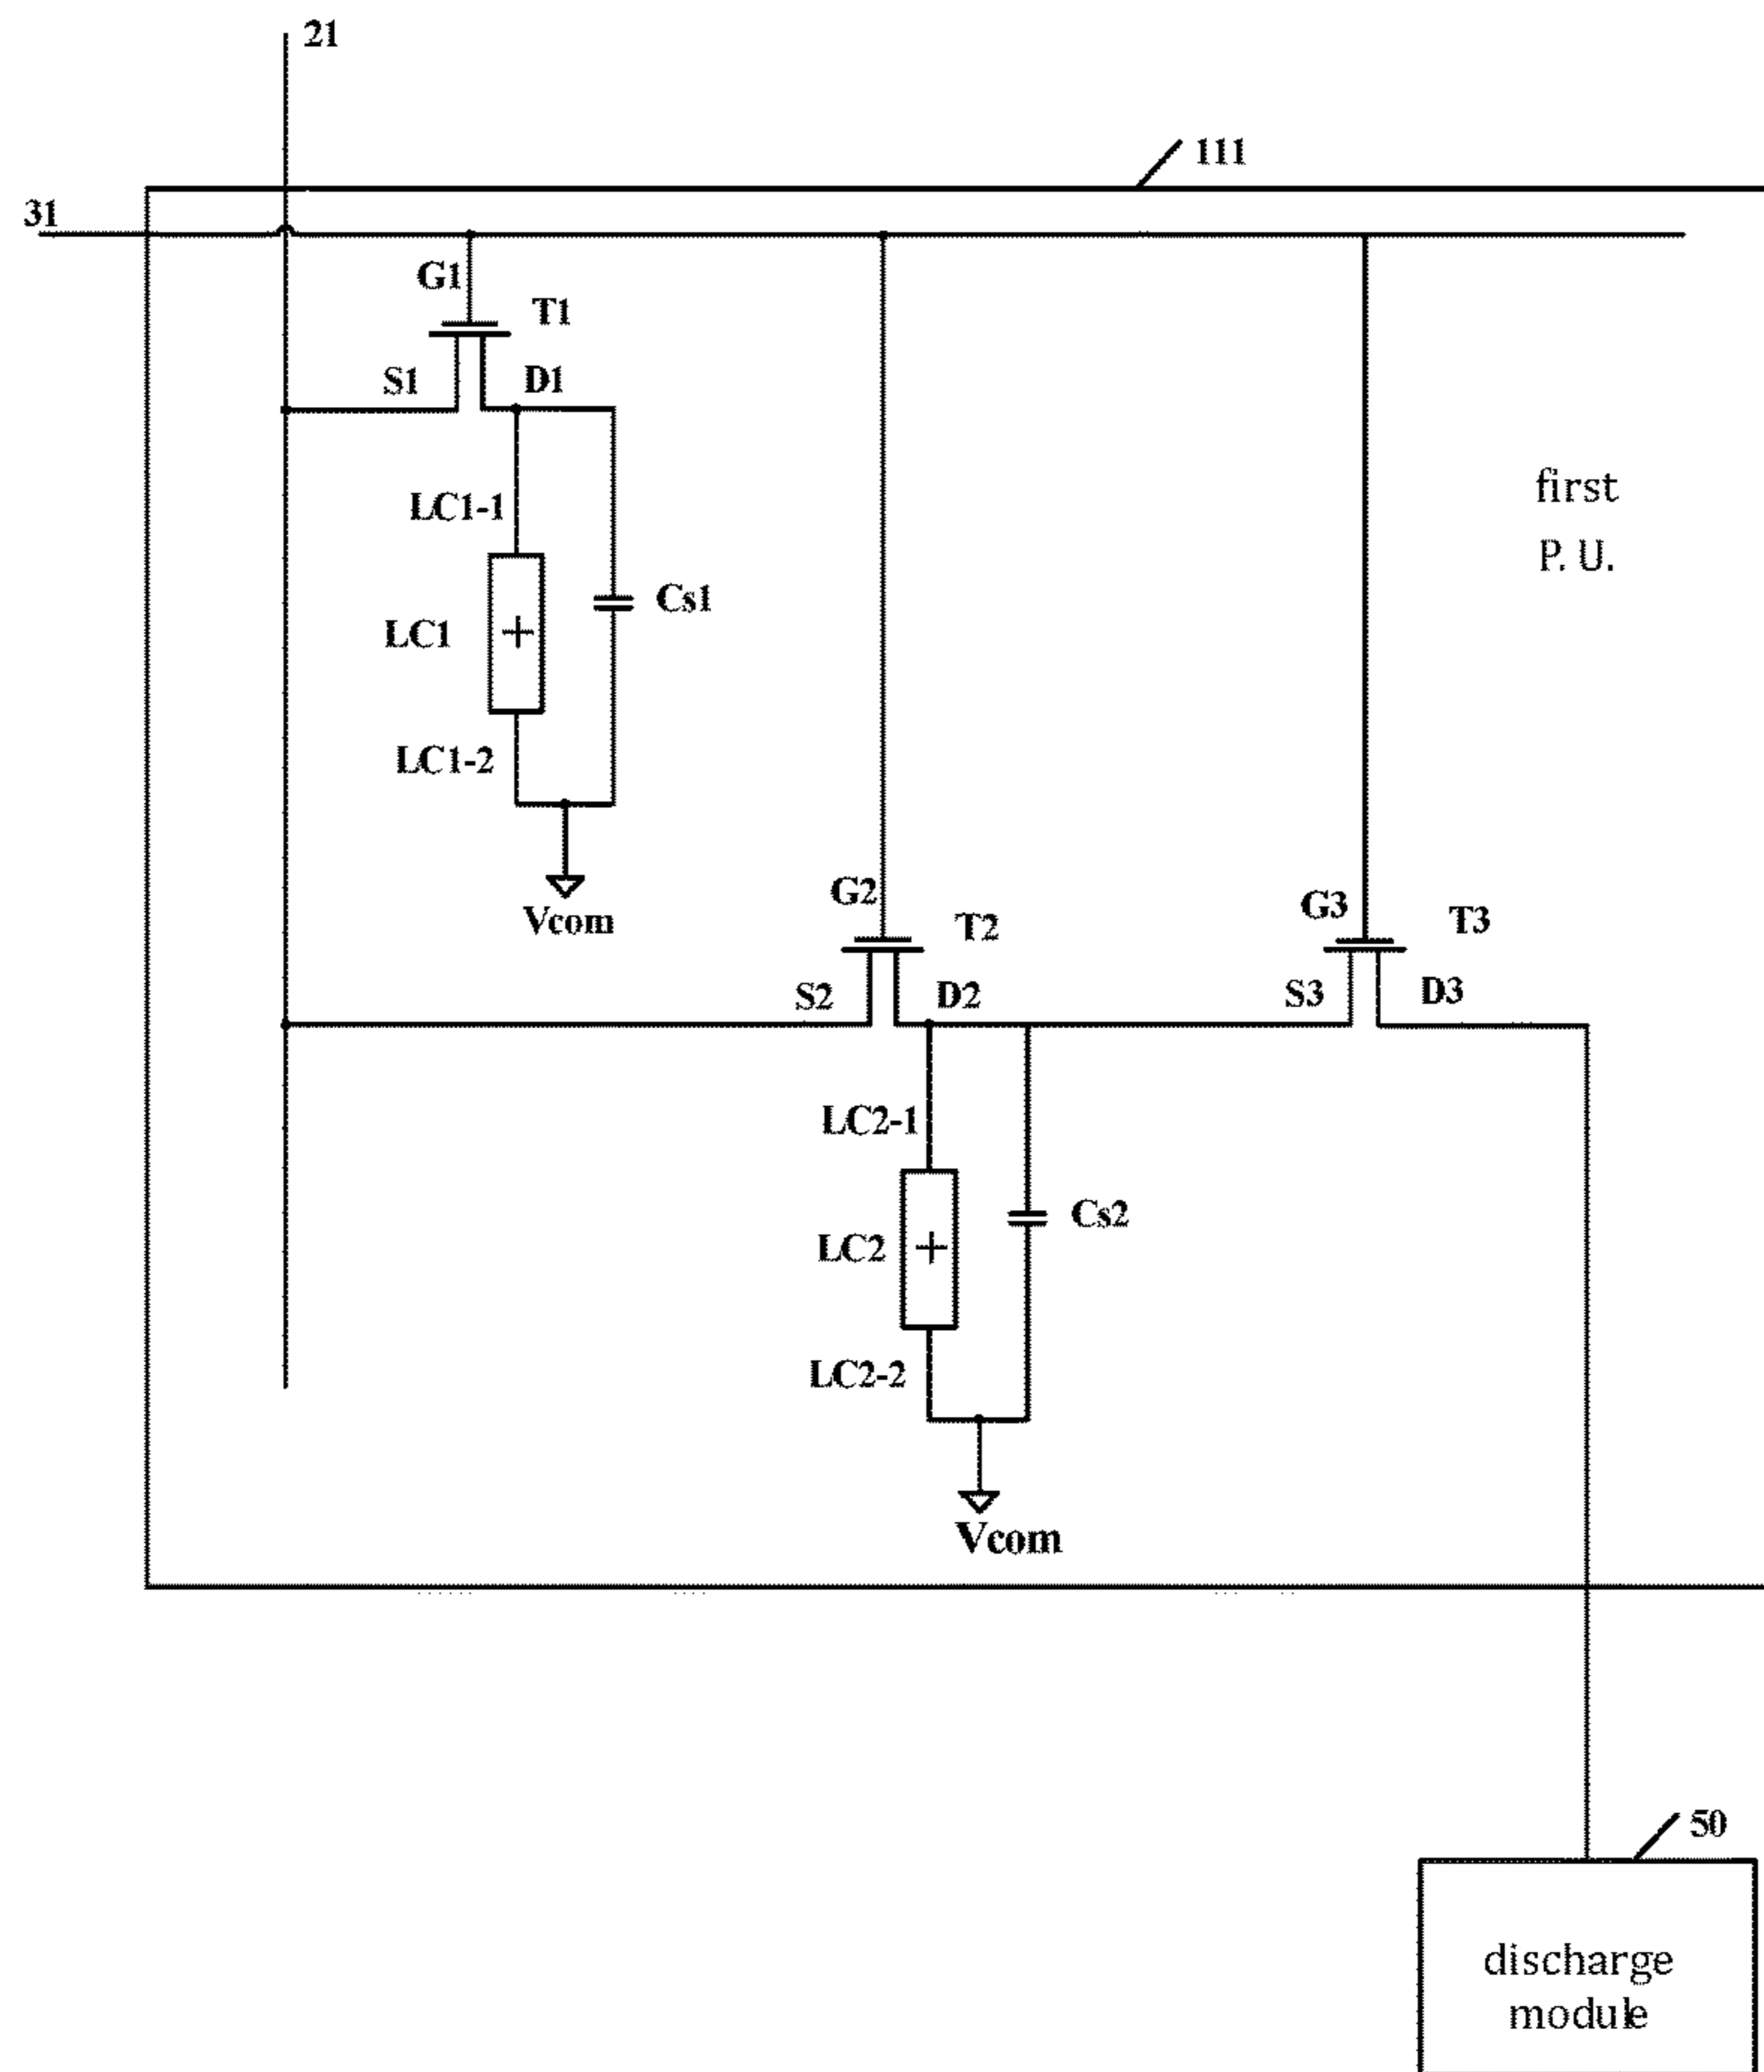 21
111
31
G1
T1
S1
D1
first
P. U.
LC1-1
Cs1
LC1
LC1-2
Vcom
G2
T2
G3
T3
S2
D2
S3
D3
LC2-1
Cs2
LC2
LC2-2
Vcom
50
discharge
module